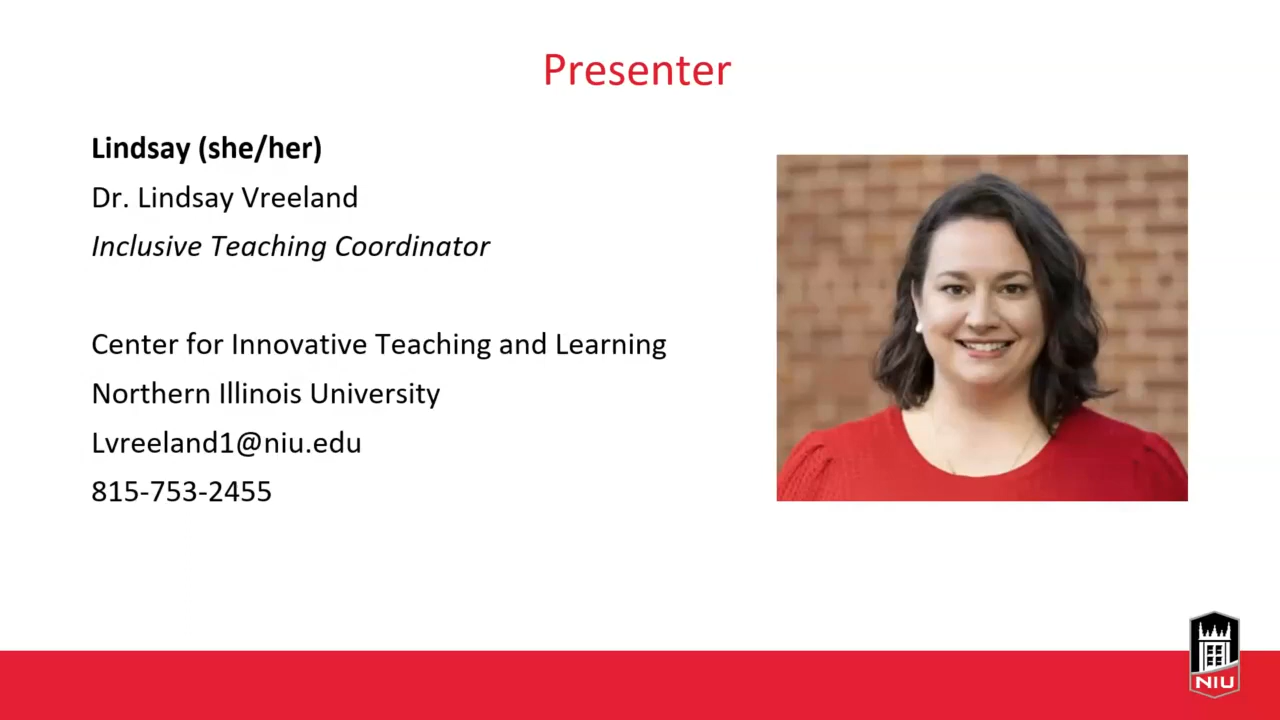 Presenter
Lindsay (she/her)
Dr. Lindsay Vreeland
Inclusive Teaching Coordinator
Center for Innovative Teaching and Learning
Northern Illinois University
Lvreeland1@niu.edu
815-753-2455
NIU